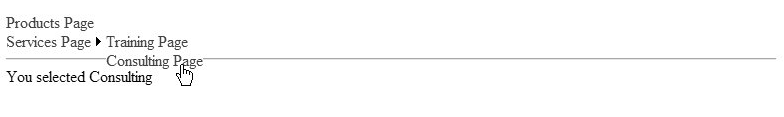 Products Page
Services Page Training Page
Consulting Page
You selected Consulting